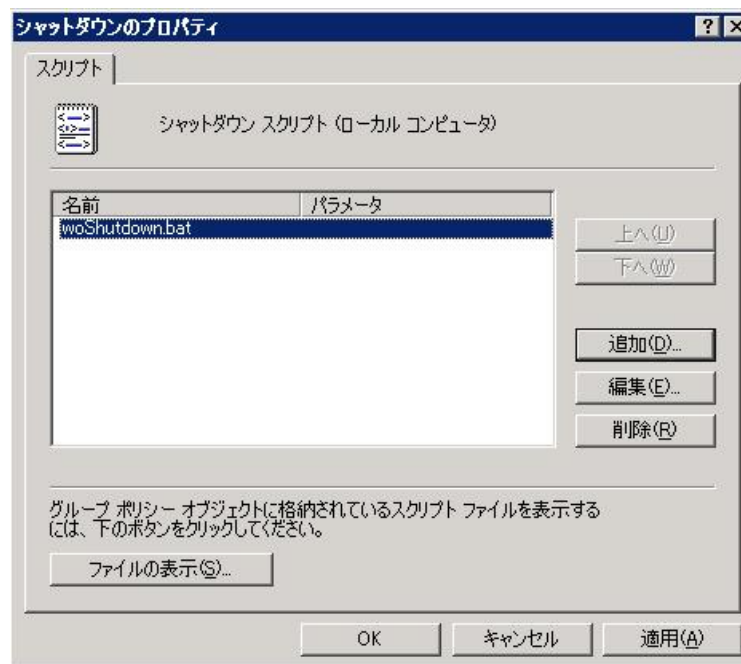 シャットダウンのプロパティ
スクリプト
シャットダウン スクリプト (ローカル コンピュータ)
名前 パラメータ
woShutdown.bat
上へ(U)
下へ(W)
追加(D)...
編集(E)...
削除(R)
グループ ポリシー オブジェクトに格納されているスクリプト ファイルを表示する
には、下のボタンをクリックしてください。
ファイルの表示(S)...
OK キャンセル 適用(A)